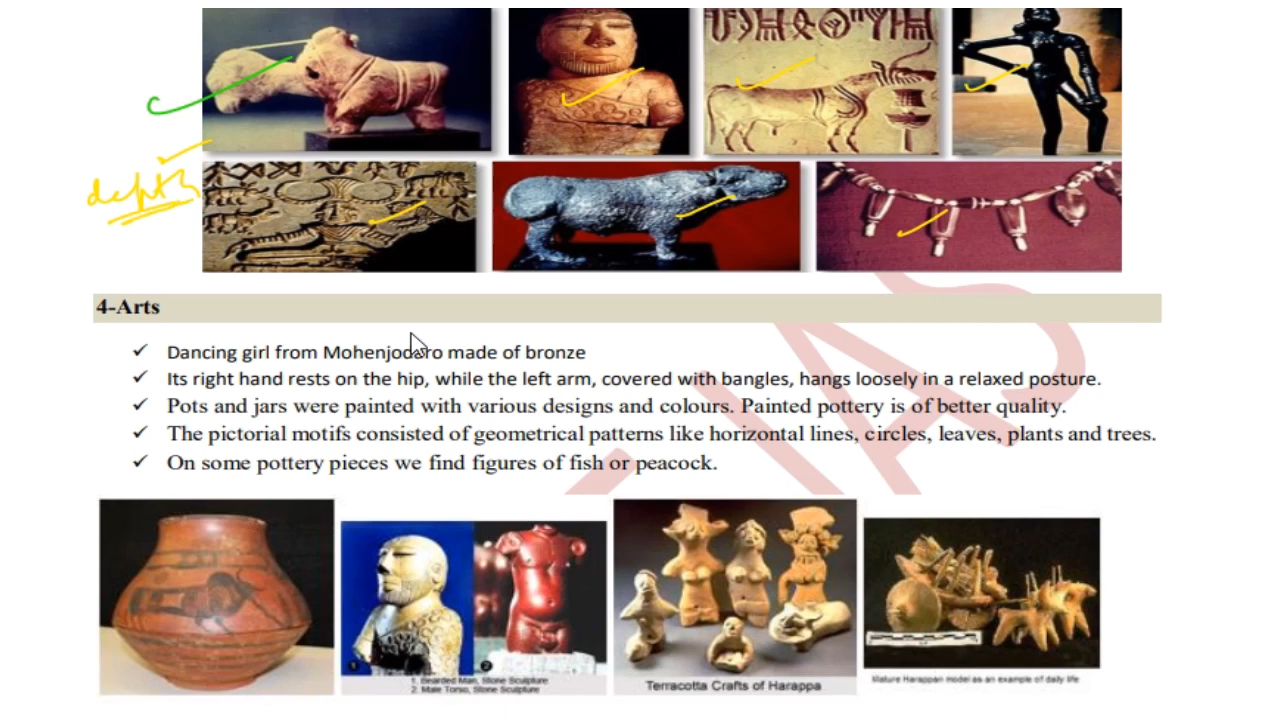 depth
4-Arts
✓ Dancing girl from Mohenjodaro made of bronze
✓ Its right hand rests on the hip, while the left arm, covered with bangles, hangs loosely in a relaxed posture.
✓ Pots and jars were painted with various designs and colours. Painted pottery is of better quality.
✓ The pictorial motifs consisted of geometrical patterns like horizontal lines, circles, leaves, plants and trees.
✓ On some pottery pieces we find figures of fish or peacock.
IAS
1. Bearded Man, Stone Sculpture
2. Male Torso, Stone Sculpture
Terracotta Crafts of Harappa
Mature Harappan model as an example of daily life